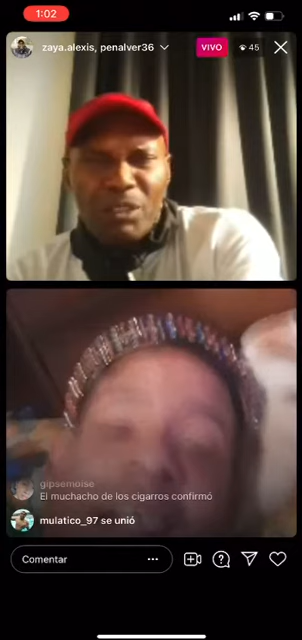 1:02
zaya.alexis, penalver36
VIVO
45
gipsemoise
El muchacho de los cigarros confirmó
mulatico_97 se unió
Comentar